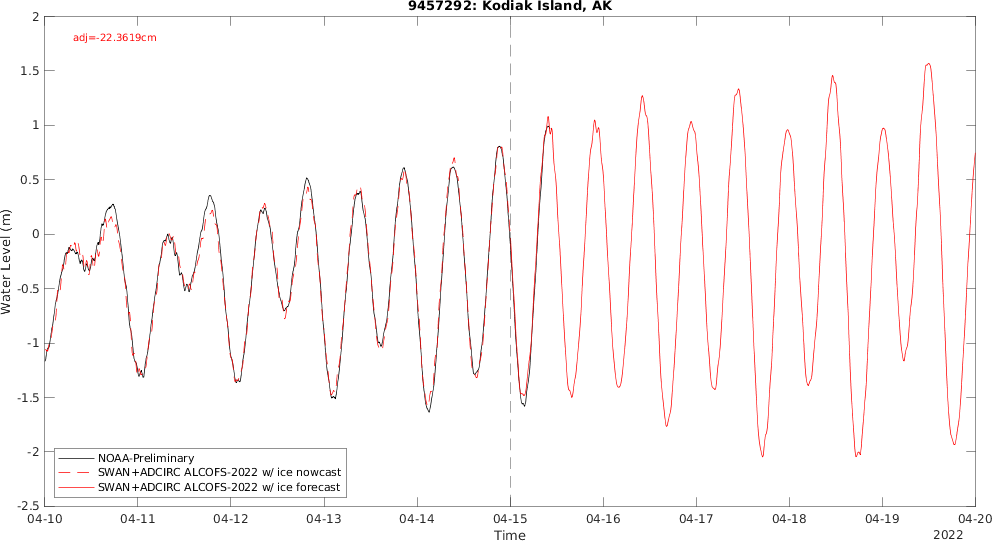 9457292: Kodiak Island, AK
adj=-22.3619cm
Water Level (m)
2
1.5
1
0.5
0
-0.5
-1
-1.5
-2
-2.5
NOAA-Preliminary
SWAN+ADCIRC ALCOFS-2022 w/ ice nowcast
SWAN+ADCIRC ALCOFS-2022 w/ ice forecast
04-10 04-11 04-12 04-13 04-14 04-15 04-16 04-17 04-18 04-19 04-20
Time
2022